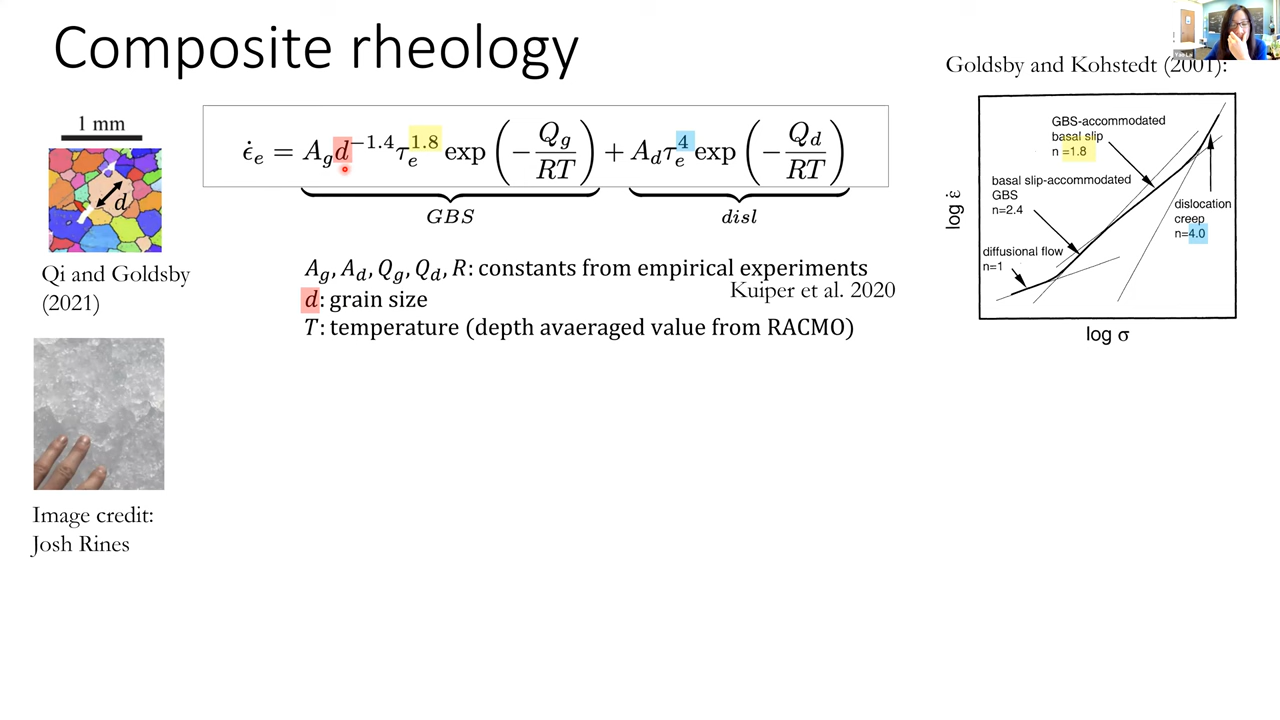 Composite rheology
Yao Lai
Goldsby and Kohstedt (2001):
1 mm
d
Qi and Goldsby
(2021)
Image credit:
Josh Rines
ϵ̇_e = A_g d^{−1.4} τ_e^{1.8} exp (−Q_g/RT) + A_d τ_e^4 exp (−Q_d/RT)
GBS
disl
A_g, A_d, Q_g, Q_d, R: constants from empirical experiments
Kuiper et al. 2020
d: grain size
T: temperature (depth avaeraged value from RACMO)
GBS-accommodated
basal slip
n =1.8
basal slip-accommodated
GBS
n=2.4
diffusional flow
n=1
dislocation
creep
n=4.0
log ε̇
log σ